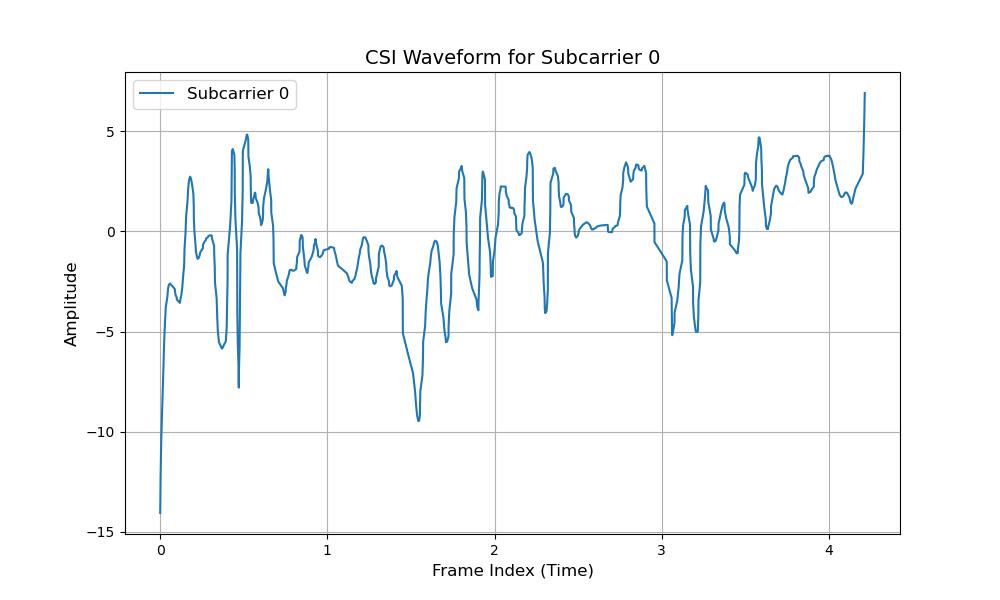 CSI Waveform for Subcarrier 0
Subcarrier 0
Amplitude
5
0
−5
−10
−15
0 1 2 3 4
Frame Index (Time)